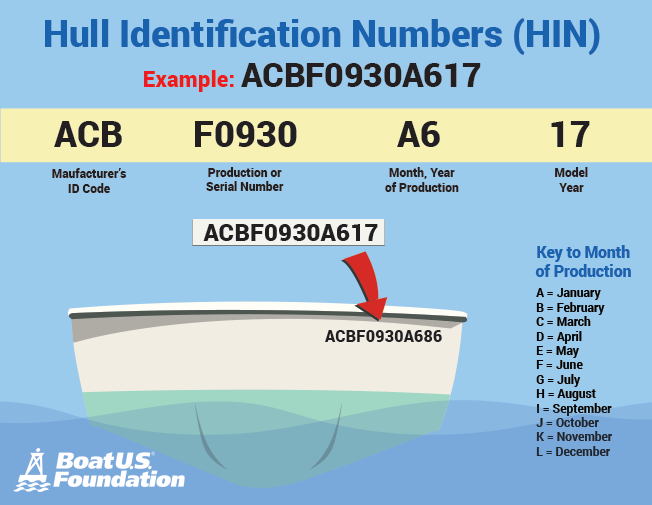 Hull Identification Numbers (HIN)
Example: ACBF0930A617
ACB F0930 A6 17
Maufacturer's
ID Code
Production or
Serial Number
Month, Year
of Production
Model
Year
ACBF0930A617
ACBF0930A686
Key to Month
of Production
A = January
B = February
C = March
D = April
E = May
F = June
G = July
H = August
I = September
J = October
K = November
L = December
BoatU.S.
Foundation